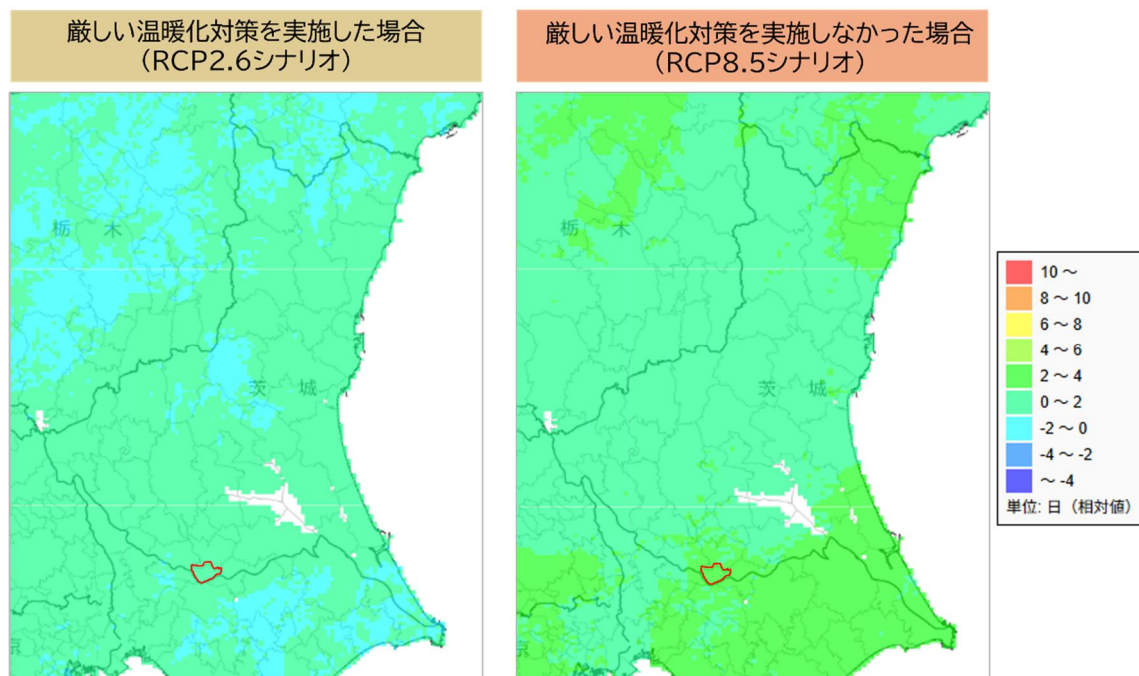 厳しい温暖化対策を実施した場合
（RCP2.6シナリオ）
厳しい温暖化対策を実施しなかった場合
（RCP8.5シナリオ）
栃 木
茨 城
京
栃 木
茨 城
京
10 ～
8 ～ 10
6 ～ 8
4 ～ 6
2 ～ 4
0 ～ 2
-2 ～ 0
-4 ～ -2
～ -4
単位: 日（相対値）